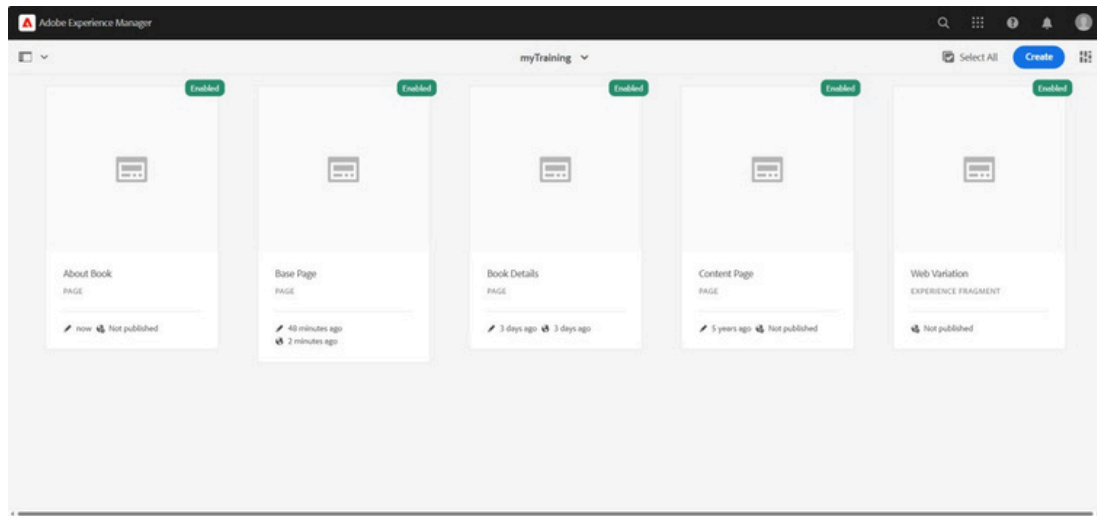 Adobe Experience Manager
myTraining
Select All
Create
Enabled
Enabled
Enabled
Enabled
Enabled
About Book
PAGE
now Not published
Base Page
PAGE
48 minutes ago
2 minutes ago
Book Details
PAGE
3 days ago 3 days ago
Content Page
PAGE
5 years ago Not published
Web Variation
EXPERIENCE FRAGMENT
Not published